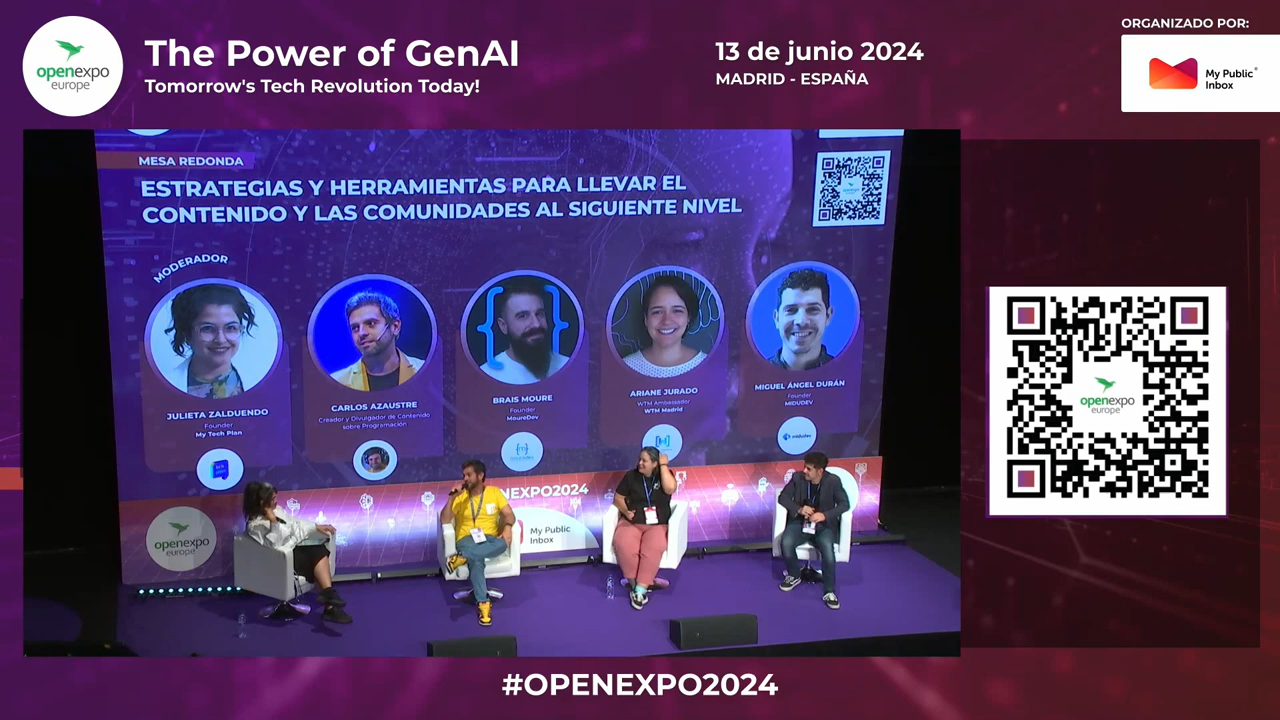 openexpo
europe
The Power of GenAI
Tomorrow's Tech Revolution Today!
13 de junio 2024
MADRID - ESPAÑA
ORGANIZADO POR:
My Public
Inbox
MESA REDONDA
ESTRATEGIAS Y HERRAMIENTAS PARA LLEVAR EL
CONTENIDO Y LAS COMUNIDADES AL SIGUIENTE NIVEL
MODERADOR
JULIETA ZALDUENDO
Founder
My Tech Plan
CARLOS AZAUSTRE
Creador y Divulgador de Contenido
sobre Programación
BRAIS MOURE
Founder
MoureDev
ARIANE JURADO
WTM Ambassador
WTM Madrid
MIGUEL ÁNGEL DURÁN
Founder
MIDUDEV
midudev
NEXPO2024
openexpo
europe
My Public
Inbox
openexpo
europe
#OPENEXPO2024